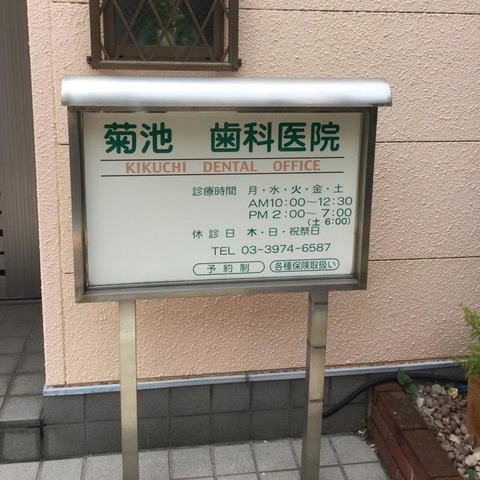 菊池 歯科医院
KIKUCHI DENTAL OFFICE
診療時間 月・水・火・金・土
AM10:00〜12:30
PM 2:00〜 7:00
(土 6:00)
休診日 木・日・祝祭日
TEL 03-3974-6587
予約制 各種保険取扱い